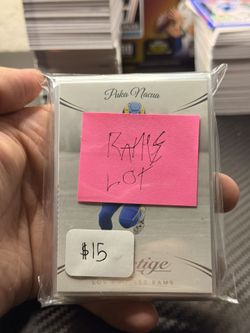 Puka Nacua
RAMS
LOT
$15
tige
LOS ANGELES RAMS